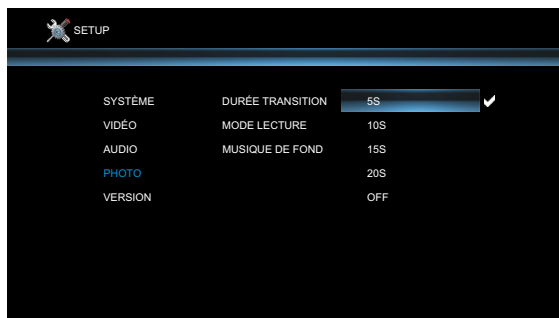 SETUP
SYSTÈME DURÉE TRANSITION 5S
VIDÉO MODE LECTURE 10S
AUDIO MUSIQUE DE FOND 15S
PHOTO 20S
VERSION OFF